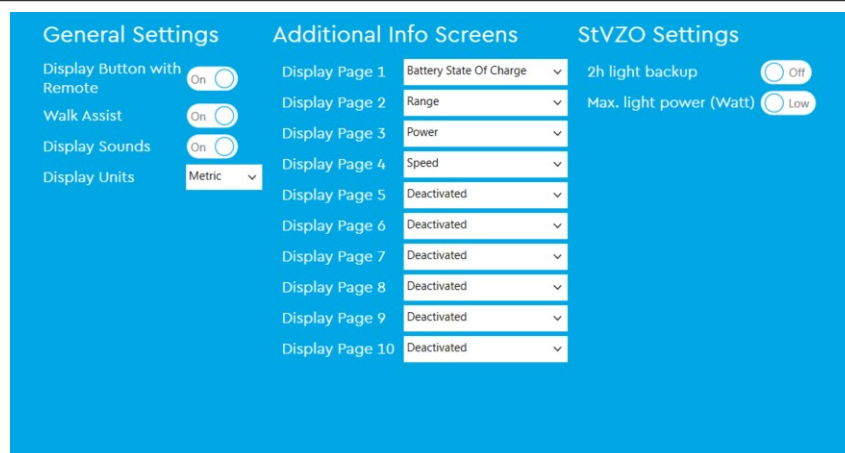 General Settings
Display Button with
Remote
On
Walk Assist
On
Display Sounds
On
Display Units
Metric
Additional Info Screens
Display Page 1
Battery State Of Charge
Display Page 2
Range
Display Page 3
Power
Display Page 4
Speed
Display Page 5
Deactivated
Display Page 6
Deactivated
Display Page 7
Deactivated
Display Page 8
Deactivated
Display Page 9
Deactivated
Display Page 10
Deactivated
StVZO Settings
2h light backup
Off
Max. light power (Watt)
Low